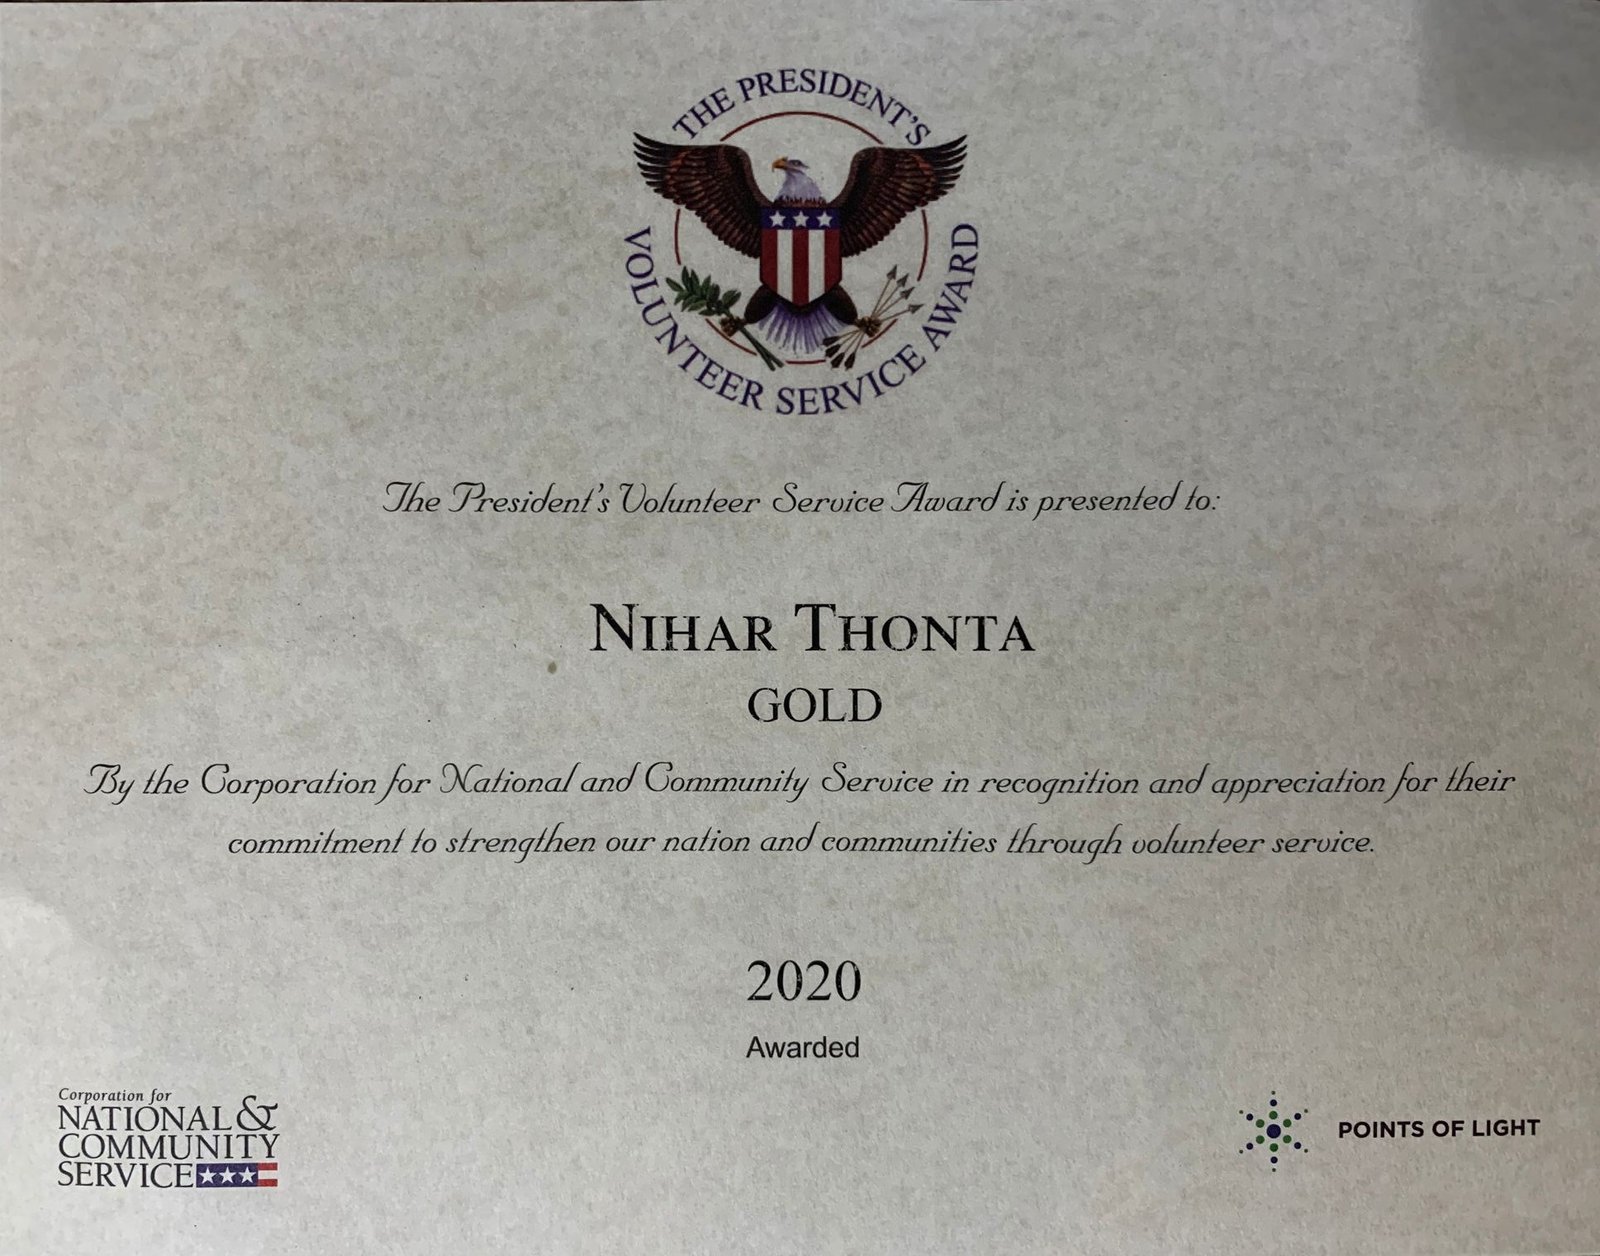 THE PRESIDENT'S
VOLUNTEER SERVICE AWARD
The President's Volunteer Service Award is presented to:
NIHAR THONTA
GOLD
By the Corporation for National and Community Service in recognition and appreciation for their
commitment to strengthen our nation and communities through volunteer service.
2020
Awarded
Corporation for
NATIONAL &
COMMUNITY
SERVICE
POINTS OF LIGHT